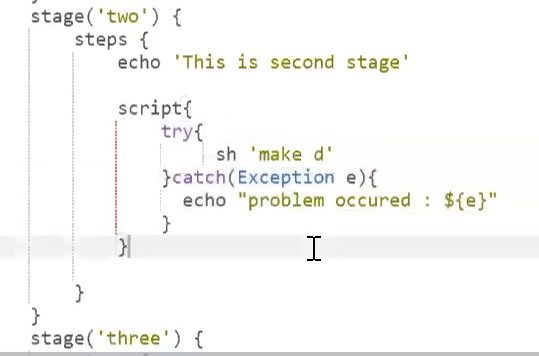 stage('two') {
steps {
echo 'This is second stage'
script{
try{
sh 'make d'
}catch(Exception e){
echo "problem occured : ${e}"
}
}
}
}
stage('three') {